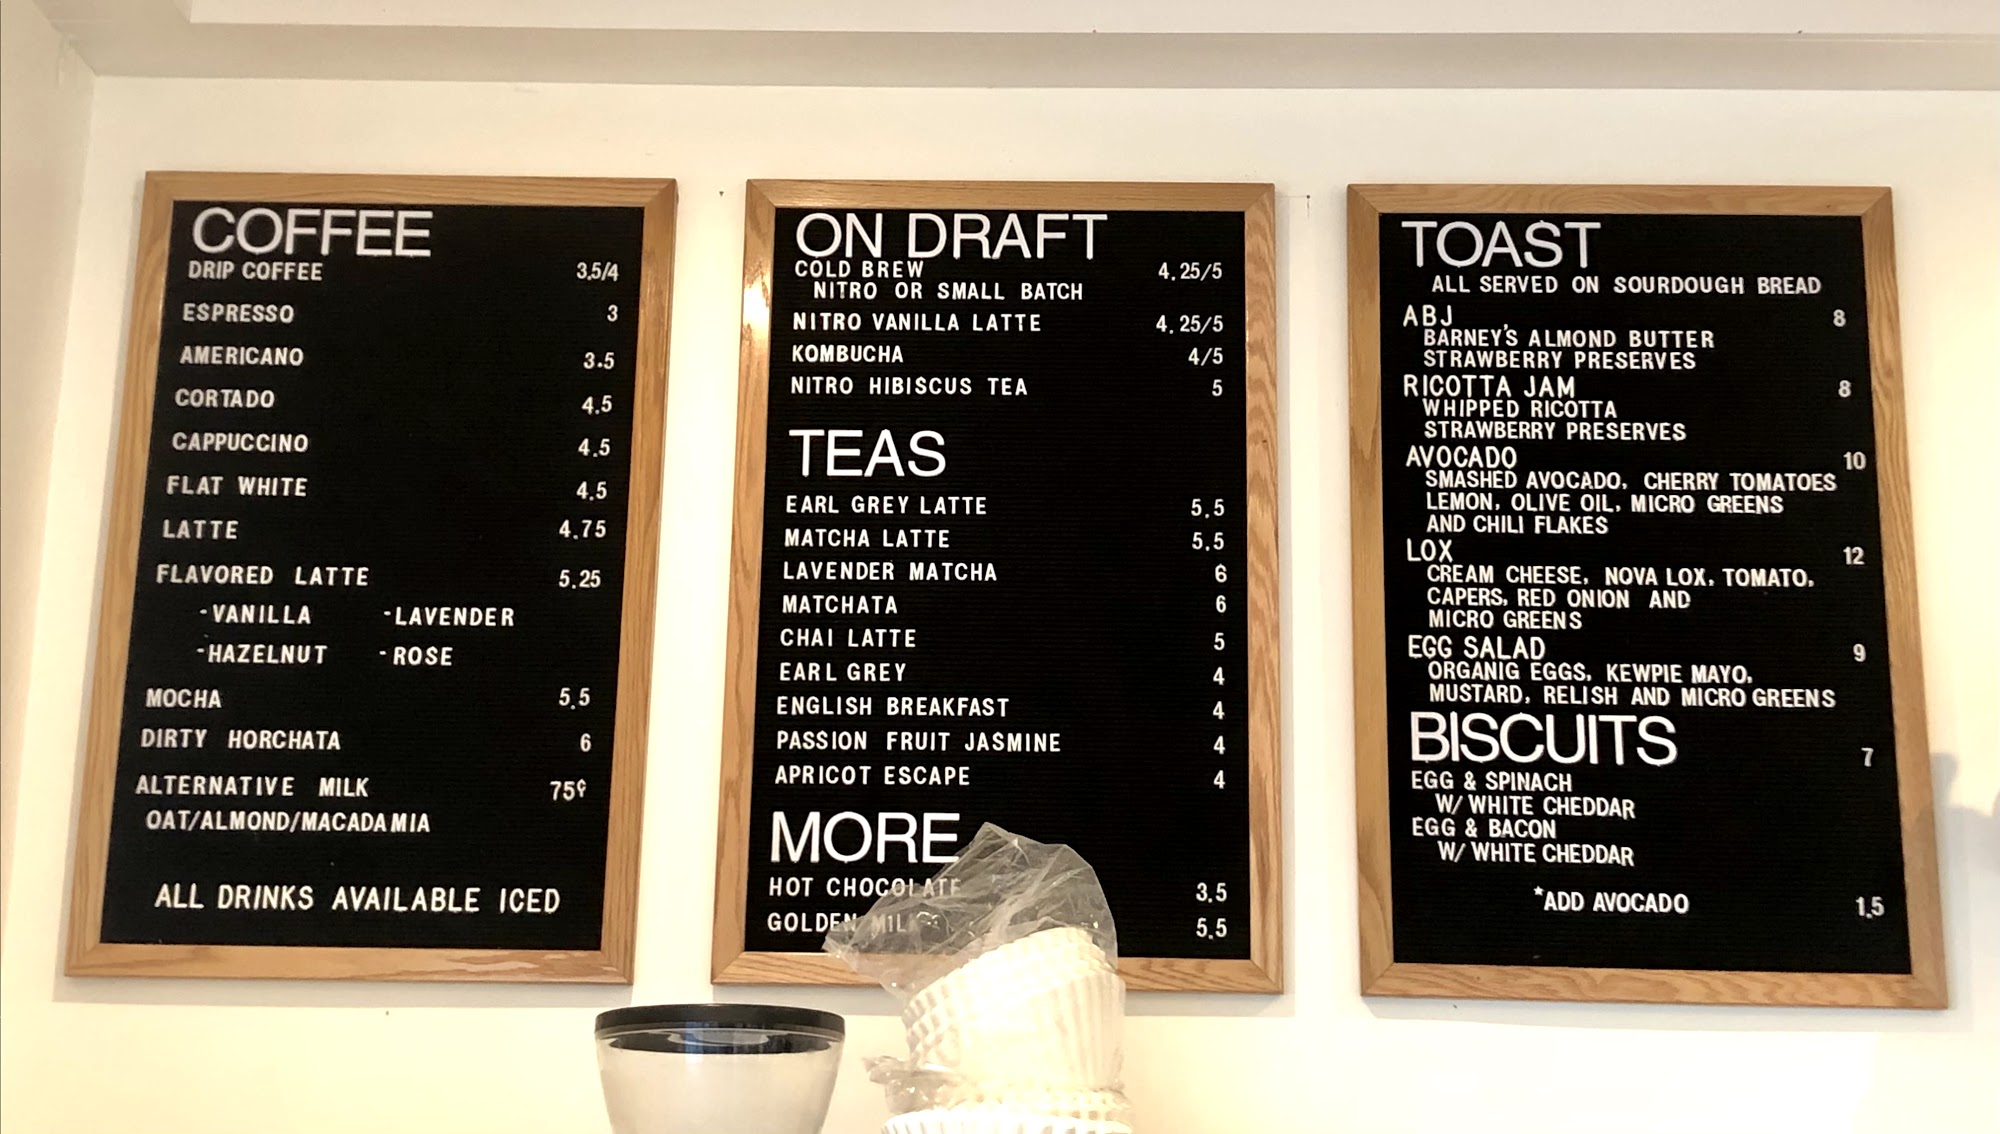 COFFEE
DRIP COFFEE 3.5/4
ESPRESSO 3
AMERICANO 3.5
CORTADO 4.5
CAPPUCCINO 4.5
FLAT WHITE 4.5
LATTE 4.75
FLAVORED LATTE 5.25
-VANILLA -LAVENDER
-HAZELNUT -ROSE
MOCHA 5.5
DIRTY HORCHATA 6
ALTERNATIVE MILK 75¢
OAT/ALMOND/MACADAMIA
ALL DRINKS AVAILABLE ICED
ON DRAFT
COLD BREW 4.25/5
NITRO OR SMALL BATCH
NITRO VANILLA LATTE 4.25/5
KOMBUCHA 4/5
NITRO HIBISCUS TEA 5
TEAS
EARL GREY LATTE 5.5
MATCHA LATTE 5.5
LAVENDER MATCHA 6
MATCHATA 6
CHAI LATTE 5
EARL GREY 4
ENGLISH BREAKFAST 4
PASSION FRUIT JASMINE 4
APRICOT ESCAPE 4
MORE
HOT CHOCOLATE 3.5
GOLDEN MILK 5.5
TOAST
ALL SERVED ON SOURDOUGH BREAD
ABJ 8
BARNEY'S ALMOND BUTTER
STRAWBERRY PRESERVES
RICOTTA JAM 8
WHIPPED RICOTTA
STRAWBERRY PRESERVES
AVOCADO 10
SMASHED AVOCADO, CHERRY TOMATOES
LEMON, OLIVE OIL, MICRO GREENS
AND CHILI FLAKES
LOX 12
CREAM CHEESE, NOVA LOX, TOMATO,
CAPERS, RED ONION AND
MICRO GREENS
EGG SALAD 9
ORGANIG EGGS, KEWPIE MAYO,
MUSTARD, RELISH AND MICRO GREENS
BISCUITS 7
EGG & SPINACH
W/ WHITE CHEDDAR
EGG & BACON
W/ WHITE CHEDDAR
*ADD AVOCADO 1.5